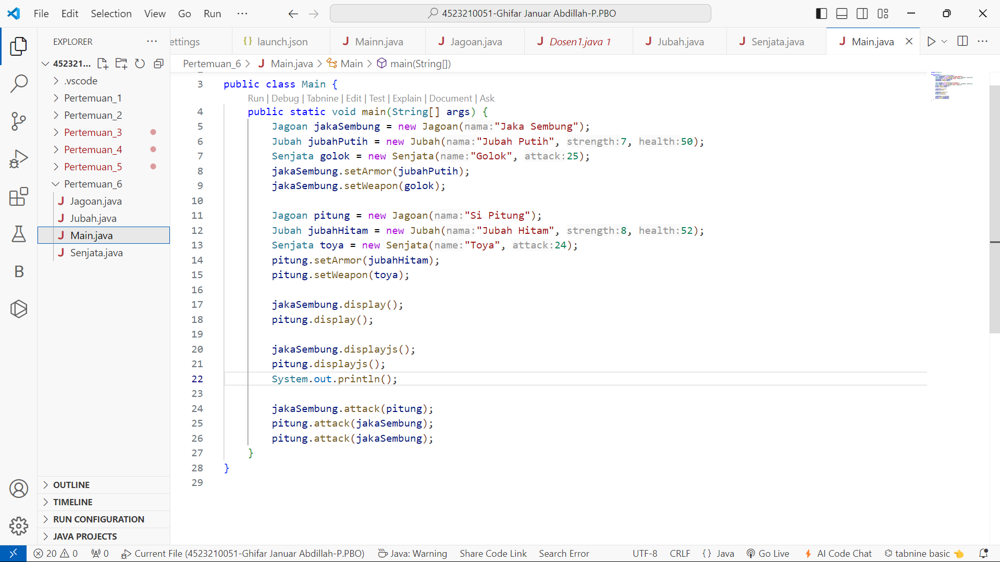 File Edit Selection View Go Run ··· 4523210051-Ghifar Januar Abdillah-P.PBO
EXPLORER ···
ettings {} launch.json J Mainn.java J Jagoan.java J Dosen1.java 1 J Jubah.java J Senjata.java J Main.java
452321...
.vscode
Pertemuan_1
Pertemuan_2
Pertemuan_3
Pertemuan_4
Pertemuan_5
Pertemuan_6
J Jagoan.java
J Jubah.java
J Main.java
J Senjata.java
B
OUTLINE
TIMELINE
RUN CONFIGURATION
JAVA PROJECTS
Pertemuan_6 > J Main.java > Main > main(String[])
3 public class Main {
Run | Debug | Tabnine | Edit | Test | Explain | Document | Ask
4 public static void main(String[] args) {
5 Jagoan jakaSembung = new Jagoan(nama:"Jaka Sembung");
6 Jubah jubahPutih = new Jubah(nama:"Jubah Putih", strength:7, health:50);
7 Senjata golok = new Senjata(name:"Golok", attack:25);
8 jakaSembung.setArmor(jubahPutih);
9 jakaSembung.setWeapon(golok);
10
11 Jagoan pitung = new Jagoan(nama:"Si Pitung");
12 Jubah jubahHitam = new Jubah(nama:"Jubah Hitam", strength:8, health:52);
13 Senjata toya = new Senjata(name:"Toya", attack:24);
14 pitung.setArmor(jubahHitam);
15 pitung.setWeapon(toya);
16
17 jakaSembung.display();
18 pitung.display();
19
20 jakaSembung.displayjs();
21 pitung.displayjs();
22 System.out.println();
23
24 jakaSembung.attack(pitung);
25 pitung.attack(jakaSembung);
26 pitung.attack(jakaSembung);
27 }
28 }
29
20 0 0 Current File (4523210051-Ghifar Januar Abdillah-P.PBO) Java: Warning Share Code Link Search Error UTF-8 CRLF {} Java Go Live AI Code Chat tabnine basic 👈